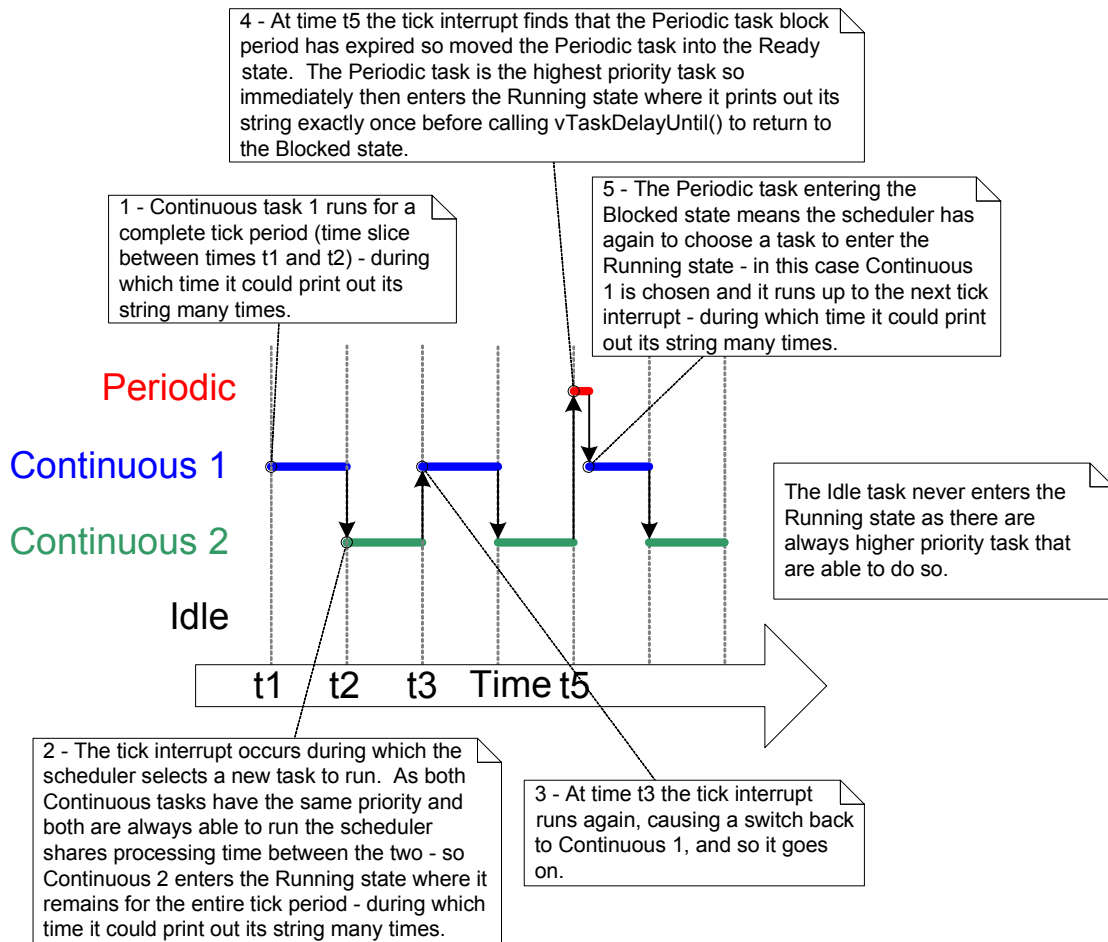 4 - At time t5 the tick interrupt finds that the Periodic task block
period has expired so moved the Periodic task into the Ready
state.  The Periodic task is the highest priority task so
immediately then enters the Running state where it prints out its
string exactly once before calling vTaskDelayUntil() to return to
the Blocked state.
1 - Continuous task 1 runs for a
complete tick period (time slice
between times t1 and t2) - during
which time it could print out its
string many times.
5 - The Periodic task entering the
Blocked state means the scheduler has
again to choose a task to enter the
Running state - in this case Continuous
1 is chosen and it runs up to the next tick
interrupt - during which time it could print
out its string many times.
Periodic
Continuous 1
Continuous 2
Idle
The Idle task never enters the
Running state as there are
always higher priority task that
are able to do so.
t1 t2 t3 Time t5
2 - The tick interrupt occurs during which the
scheduler selects a new task to run.  As both
Continuous tasks have the same priority and
both are always able to run the scheduler
shares processing time between the two - so
Continuous 2 enters the Running state where it
remains for the entire tick period - during which
time it could print out its string many times.
3 - At time t3 the tick interrupt
runs again, causing a switch back
to Continuous 1, and so it goes
on.